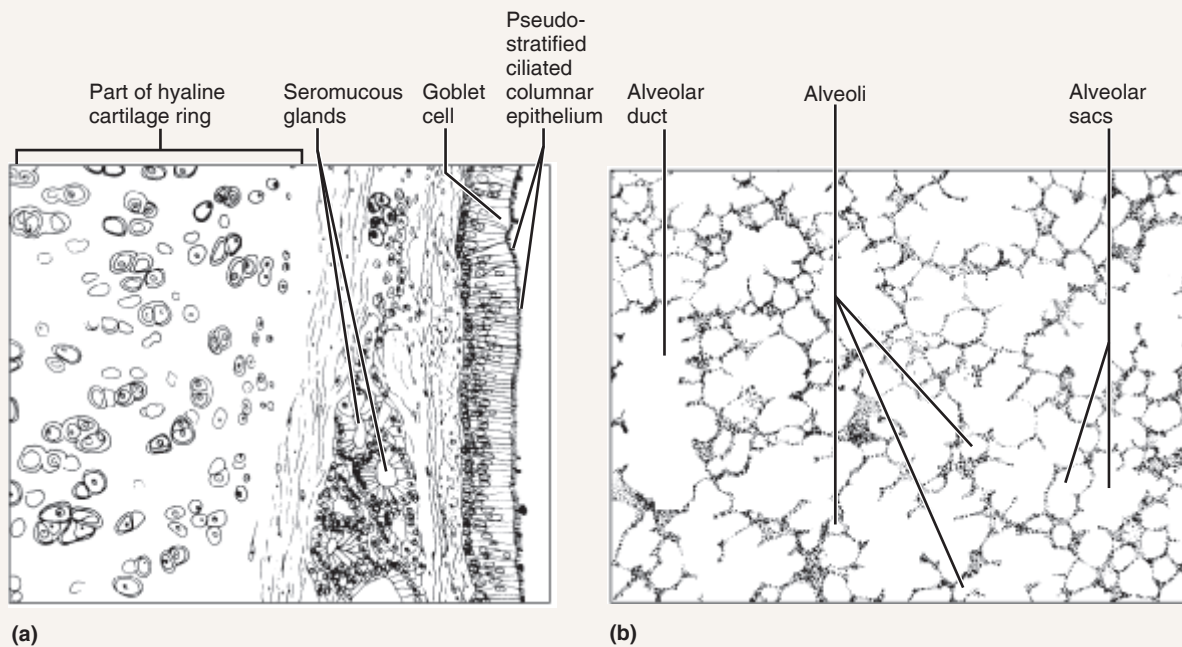 Part of hyaline
cartilage ring
Seromucous
glands
Goblet
cell
Pseudo-
stratified
ciliated
columnar
epithelium
Alveolar
duct
Alveoli
Alveolar
sacs
(a)
(b)